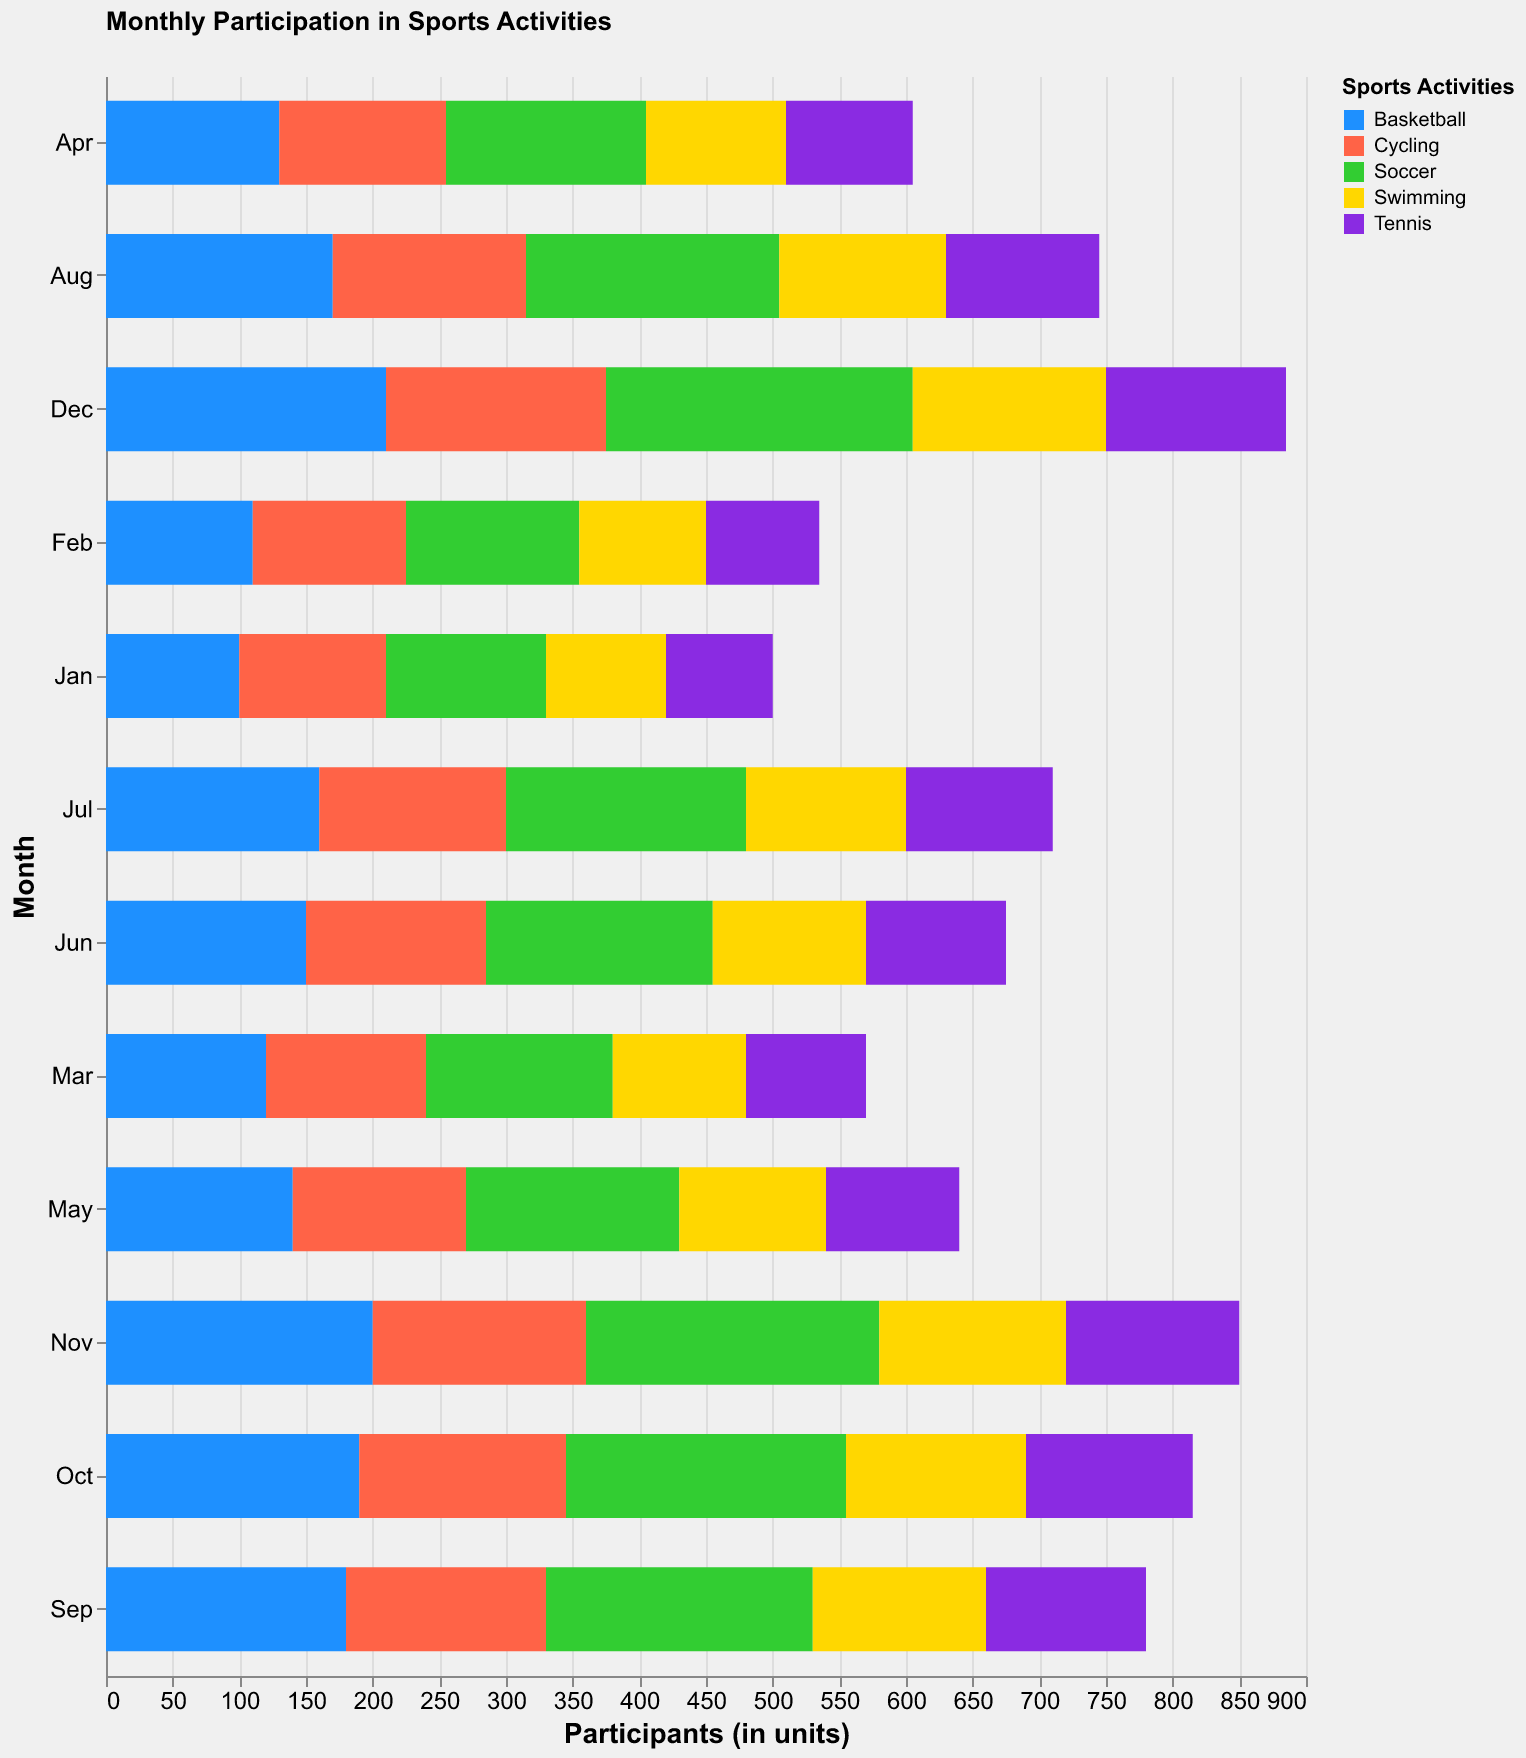 Monthly Participation in Sports Activities
Sports Activities
Basketball
Cycling
Soccer
Swimming
Tennis
Month
Apr
Aug
Dec
Feb
Jan
Jul
Jun
Mar
May
Nov
Oct
Sep
0 50 100 150 200 250 300 350 400 450 500 550 600 650 700 750 800 850 900
Participants (in units)